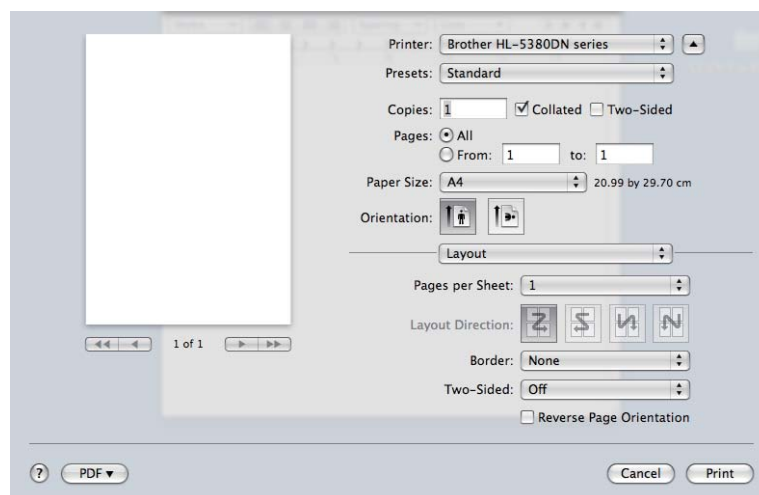 Printer: Brother HL-5380DN series
Presets: Standard
Copies: 1 Collated Two-Sided
Pages: All
From: 1 to: 1
Paper Size: A4 20.99 by 29.70 cm
Orientation:
Layout
Pages per Sheet: 1
Layout Direction:
1 of 1
Border: None
Two-Sided: Off
Reverse Page Orientation
? PDF Cancel Print